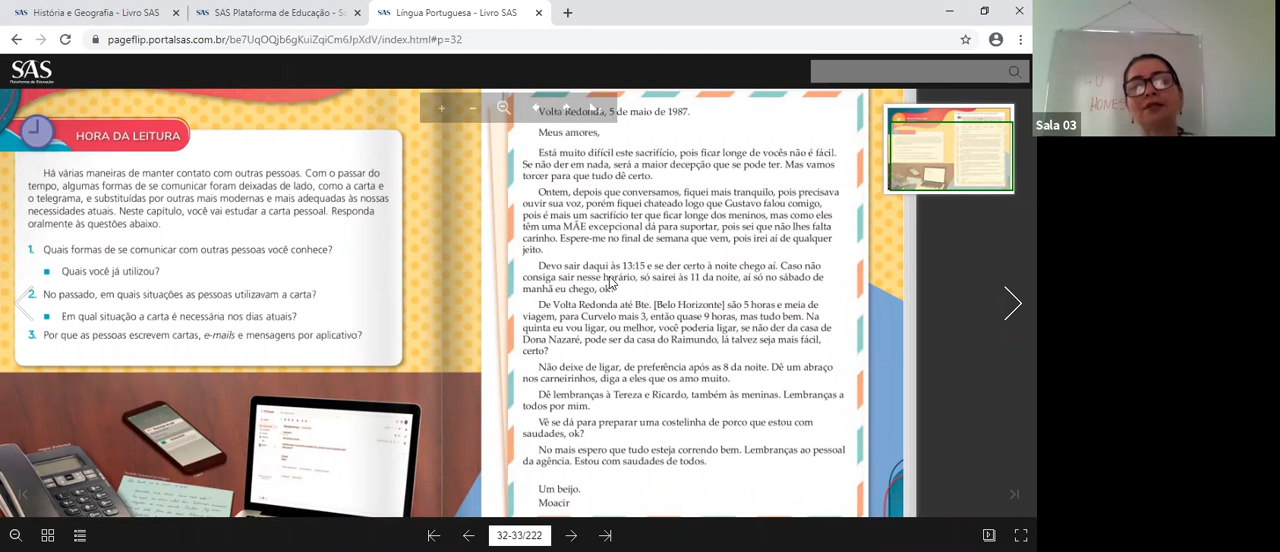 História e Geografia - Livro SAS
SAS Plataforma de Educação - S
Língua Portuguesa - Livro SAS
pageflip.portalsas.com.br/be7UqOQjb6gKuiZqiCm6JpXdV/index.html#p=32
SAS
Plataforma de Educação
HORA DA LEITURA
Há várias maneiras de manter contato com outras pessoas. Com o passar do
tempo, algumas formas de se comunicar foram deixadas de lado, como a carta e
o telegrama, e substituídas por outras mais modernas e mais adequadas às nossas
necessidades atuais. Neste capítulo, você vai estudar a carta pessoal. Responda
oralmente às questões abaixo.
1. Quais formas de se comunicar com outras pessoas você conhece?
Quais você já utilizou?
2. No passado, em quais situações as pessoas utilizavam a carta?
Em qual situação a carta é necessária nos dias atuais?
3. Por que as pessoas escrevem cartas, e-mails e mensagens por aplicativo?
Volta Redonda, 5 de maio de 1987.
Meus amores,
Está muito difícil este sacrifício, pois ficar longe de vocês não é fácil.
Se não der em nada, será a maior decepção que se pode ter. Mas vamos
torcer para que tudo dê certo.
Ontem, depois que conversamos, fiquei mais tranquilo, pois precisava
ouvir sua voz, porém fiquei chateado logo que Gustavo falou comigo,
pois é mais um sacrifício ter que ficar longe dos meninos, mas como eles
têm uma MÃE excepcional dá para suportar, pois sei que não lhes falta
carinho. Espere-me no final de semana que vem, pois irei aí de qualquer
jeito.
Devo sair daqui às 13:15 e se der certo à noite chego aí. Caso não
consiga sair nesse horário, só sairei às 11 da noite, aí só no sábado de
manhã eu chego, ok?
De Volta Redonda até Bte. [Belo Horizonte] são 5 horas e meia de
viagem, para Curvelo mais 3, então quase 9 horas, mas tudo bem. Na
quinta eu vou ligar, ou melhor, você poderia ligar, se não der da casa de
Dona Nazaré, pode ser da casa do Raimundo, lá talvez seja mais fácil,
certo?
Não deixe de ligar, de preferência após as 8 da noite. Dê um abraço
nos carneirinhos, diga a eles que os amo muito.
Dê lembranças à Tereza e Ricardo, também às meninas. Lembranças a
todos por mim.
Vê se dá para preparar uma costelinha de porco que estou com
saudades, ok?
No mais espero que tudo esteja correndo bem. Lembranças ao pessoal
da agência. Estou com saudades de todos.
Um beijo.
Moacir
32-33/222
Sala 03